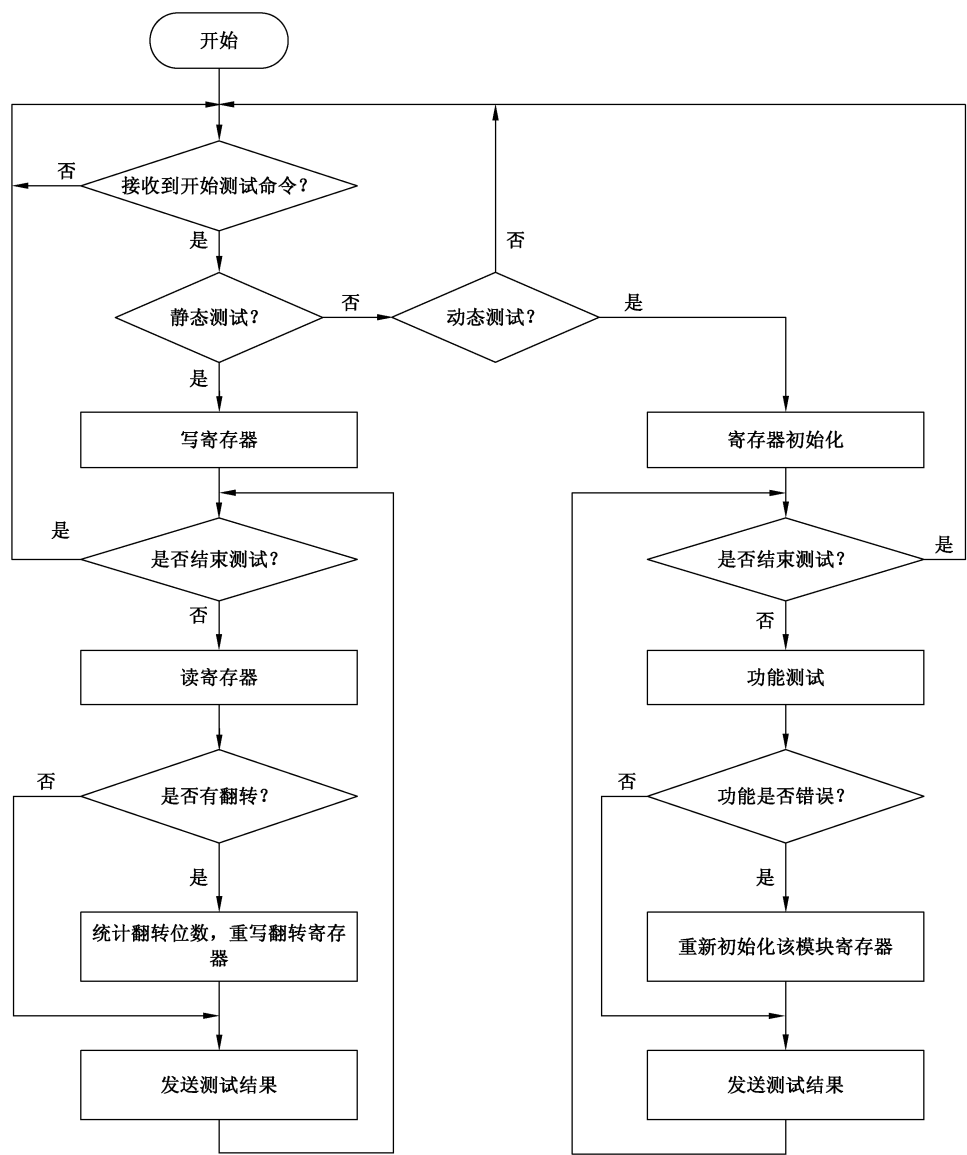 开始
否
接收到开始测试命令？
是
否
静态测试？
否
动态测试？
是
是
写寄存器
寄存器初始化
是
是否结束测试？
是否结束测试？
是
否
否
读寄存器
功能测试
否
是否有翻转？
否
功能是否错误？
是
是
统计翻转位数，重写翻转寄存
器
重新初始化该模块寄存器
发送测试结果
发送测试结果